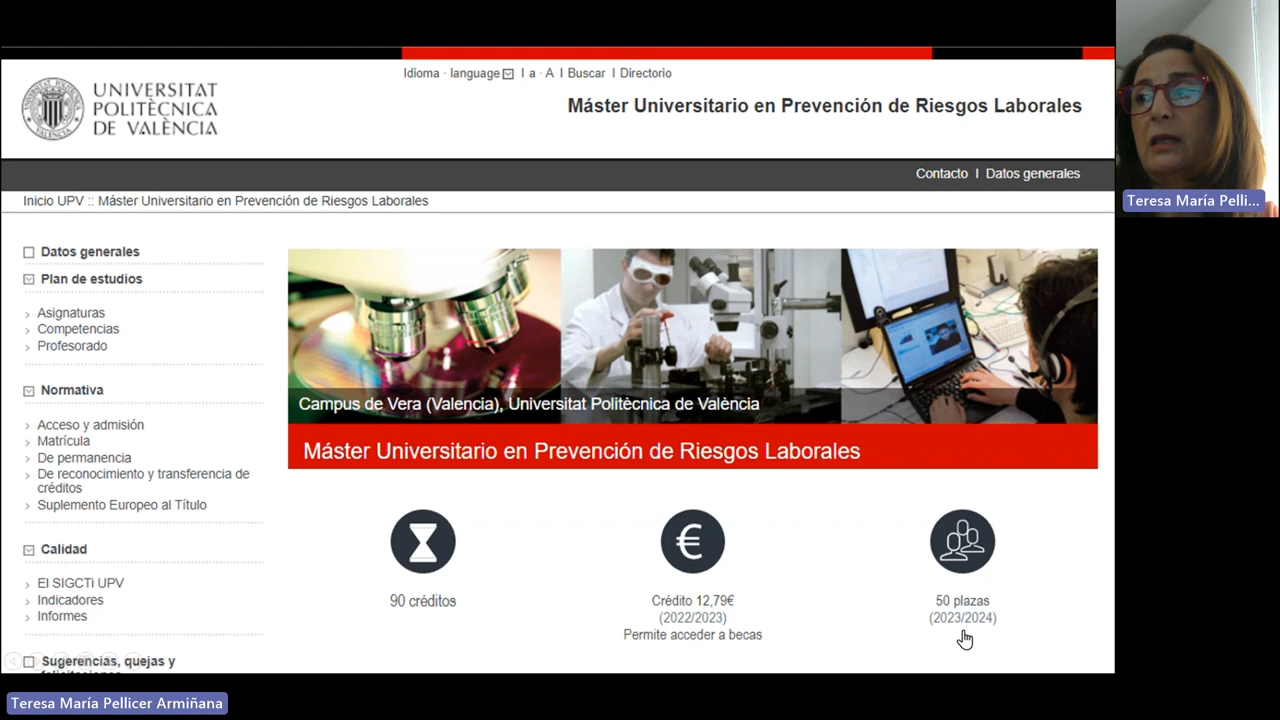 Idioma · language I a · A I Buscar I Directorio
UNIVERSITAT
POLITÈCNICA
DE VALÈNCIA
Máster Universitario en Prevención de Riesgos Laborales
Contacto I Datos generales
Inicio UPV :: Máster Universitario en Prevención de Riesgos Laborales
Datos generales
Plan de estudios
Asignaturas
Competencias
Profesorado
Normativa
Acceso y admisión
Matrícula
De permanencia
De reconocimiento y transferencia de
créditos
Suplemento Europeo al Título
Calidad
El SIGCTi UPV
Indicadores
Informes
Sugerencias, quejas y
Campus de Vera (Valencia), Universitat Politècnica de València
Máster Universitario en Prevención de Riesgos Laborales
90 créditos
€
Crédito 12,79€
(2022/2023)
Permite acceder a becas
50 plazas
(2023/2024)
Teresa María Pelli...
Teresa María Pellicer Armiñana